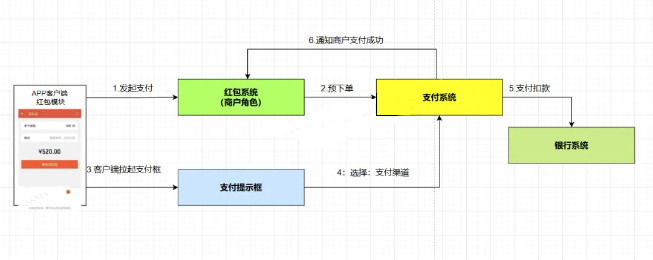 6.通知商户支付成功
APP客户端
红包模块
1.发起支付
红包系统
(商户角色)
2.预下单
支付系统
5.支付扣款
¥520.00
银行系统
3.客户端拉起支付框
支付提示框
4：选择：支付渠道